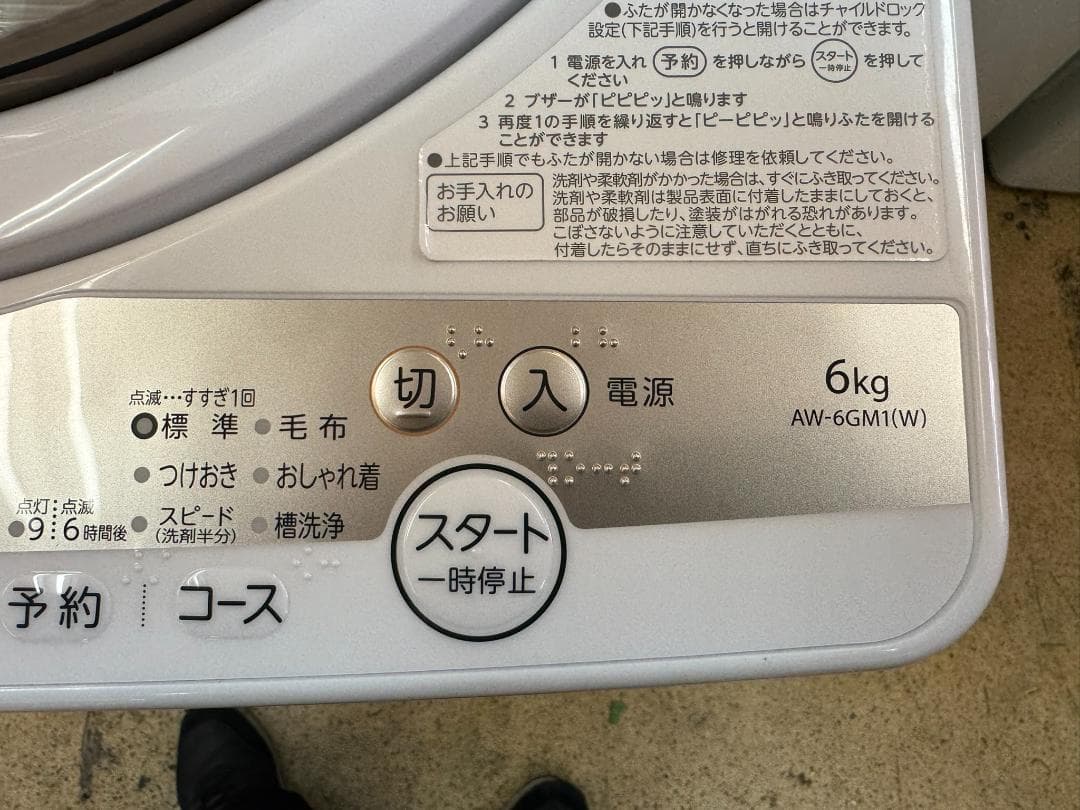 ●ふたが開かなくなった場合はチャイルドロック
設定(下記手順)を行うと開けることができます。
1 電源を入れ 予約 を押しながら スタート 一時停止 を押して
ください
2 ブザーが「ピピピッ」と鳴ります
3 再度1の手順を繰り返すと「ピーピピッ」と鳴りふたを開ける
ことができます
●上記手順でもふたが開かない場合は修理を依頼してください。
お手入れの
お願い
洗剤や柔軟剤がかかった場合は、すぐにふき取ってください。
洗剤や柔軟剤は製品表面に付着したままにしておくと、
部品が破損したり、塗装がはがれる恐れがあります。
こぼさないように注意していただくとともに、
付着したらそのままにせず、直ちにふき取ってください。
切 入 電源
6kg
AW-6GM1(W)
点滅…すすぎ1回
標準 毛布
つけおき おしゃれ着
点灯 点滅
9 6時間後
スピード
(洗剤半分)
槽洗浄
予約 コース
スタート
一時停止